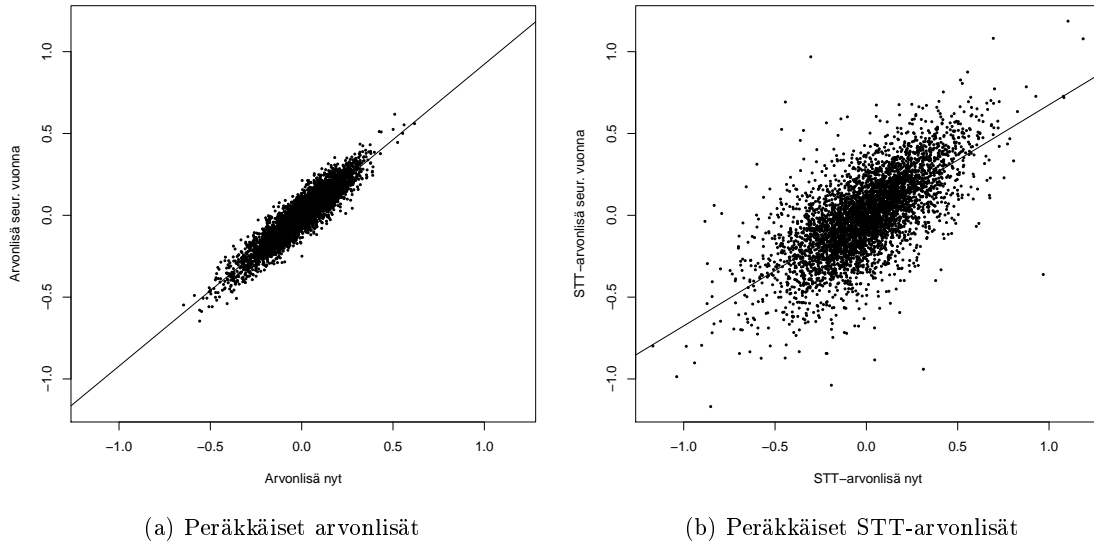 1.0
0.5
0.0
−0.5
−1.0
Arvonlisä seur. vuonna
−1.0 −0.5 0.0 0.5 1.0
Arvonlisä nyt
(a) Peräkkäiset arvonlisät
1.0
0.5
0.0
−0.5
−1.0
STT−arvonlisä seur. vuonna
−1.0 −0.5 0.0 0.5 1.0
STT−arvonlisä nyt
(b) Peräkkäiset STT-arvonlisät